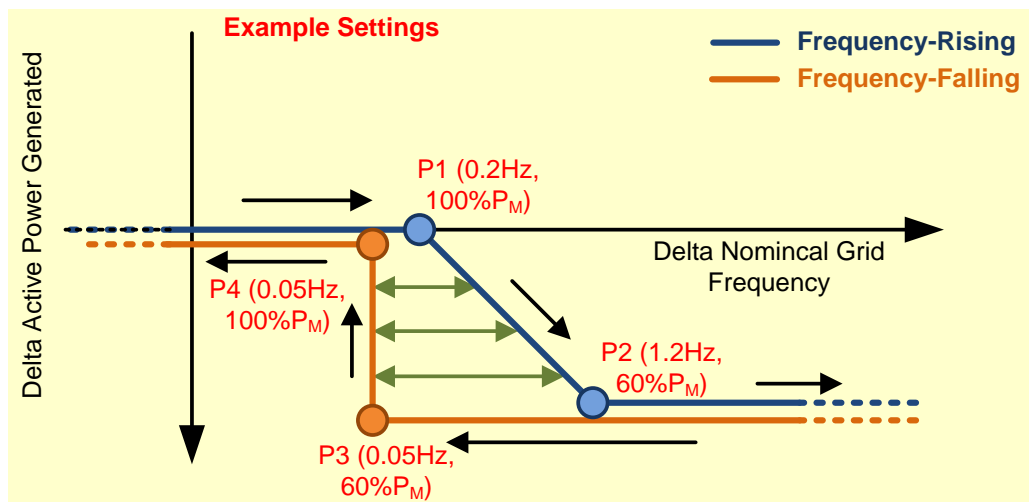 Example Settings
Frequency-Rising
Frequency-Falling
Delta Active Power Generated
P1 (0.2Hz,
100%PM)
Delta Nomincal Grid
Frequency
P4 (0.05Hz,
100%PM)
P2 (1.2Hz,
60%PM)
P3 (0.05Hz,
60%PM)